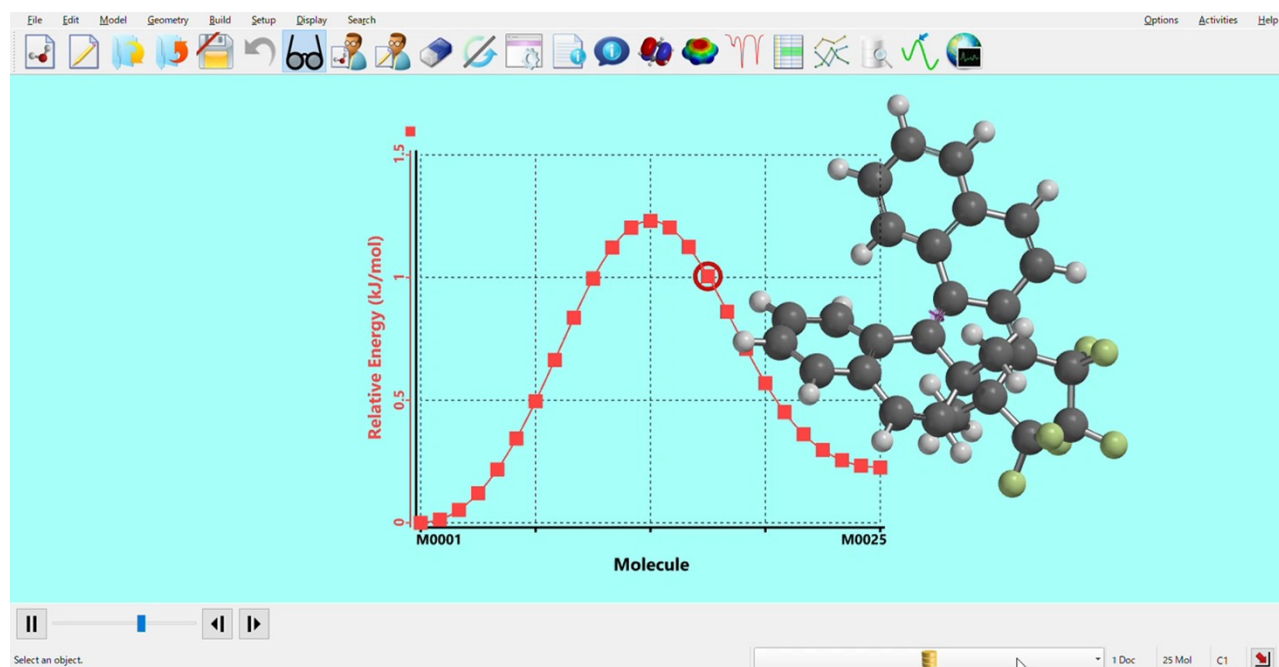 File Edit Model Geometry Build Setup Display Search Options Activities Help
1.5
1
0.5
0
Relative Energy (kJ/mol)
M0001 M0025
Molecule
Select an object. 1 Doc 25 Mol C1